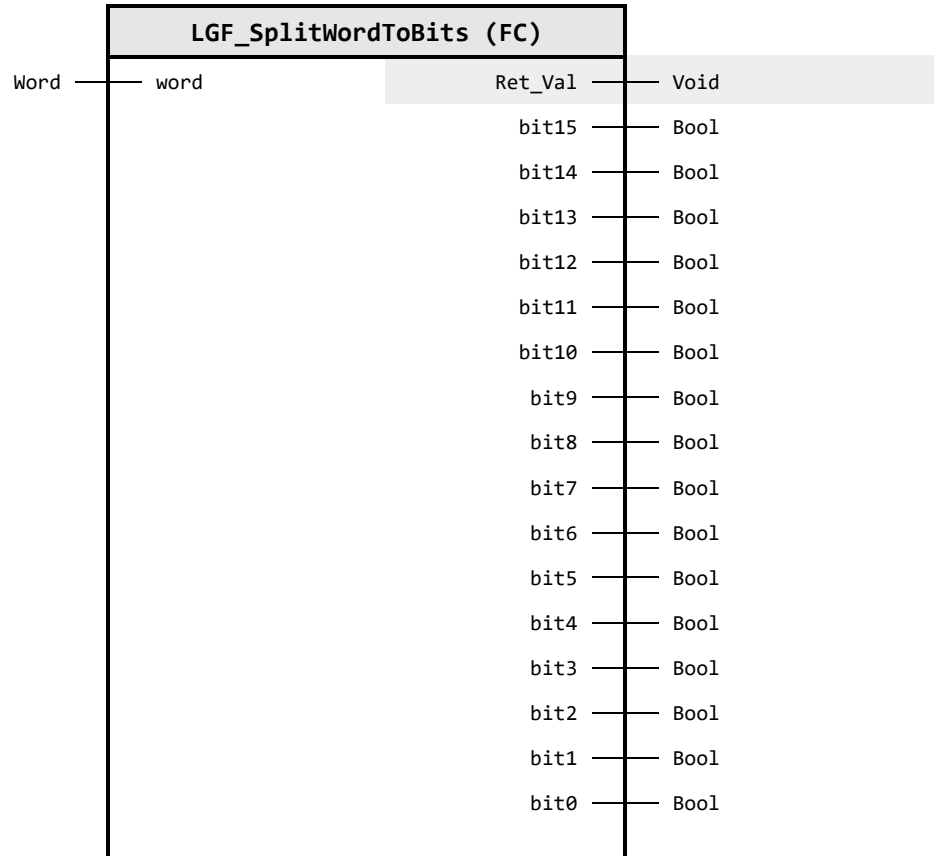 LGF_SplitWordToBits (FC)
Word word Ret_Val Void
bit15 Bool
bit14 Bool
bit13 Bool
bit12 Bool
bit11 Bool
bit10 Bool
bit9 Bool
bit8 Bool
bit7 Bool
bit6 Bool
bit5 Bool
bit4 Bool
bit3 Bool
bit2 Bool
bit1 Bool
bit0 Bool